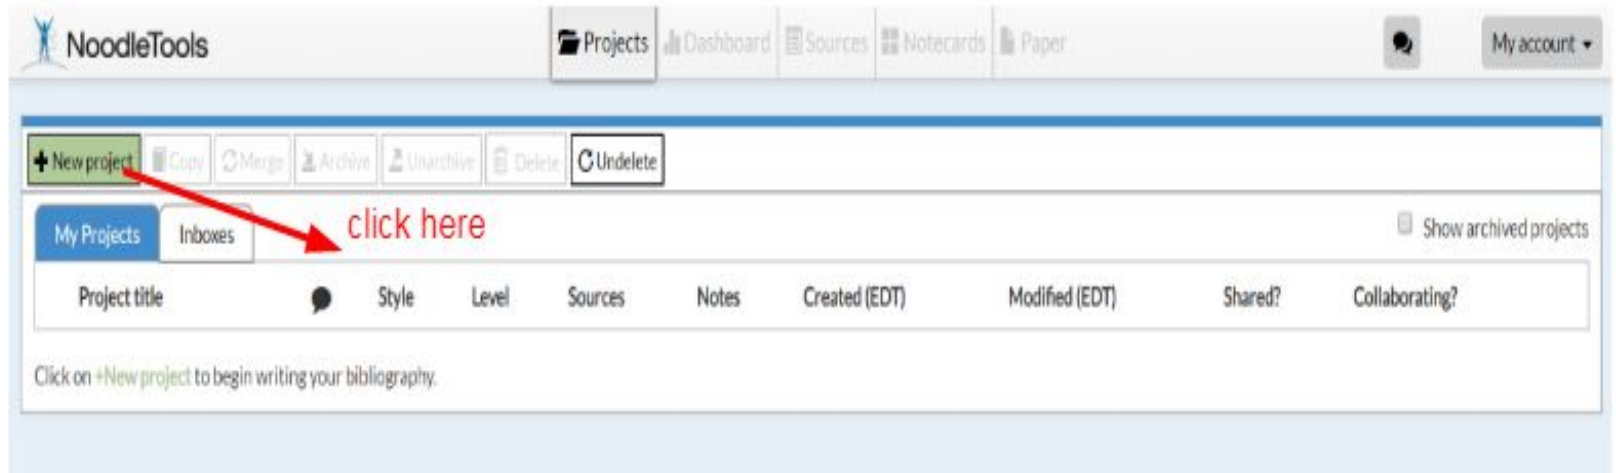 NoodleTools Projects Dashboard Sources Notecards Paper My account
New project Copy Merge Archive Unarchive Delete Undelete
My Projects Inboxes click here Show archived projects
Project title Style Level Sources Notes Created (EDT) Modified (EDT) Shared? Collaborating?
Click on +New project to begin writing your bibliography.